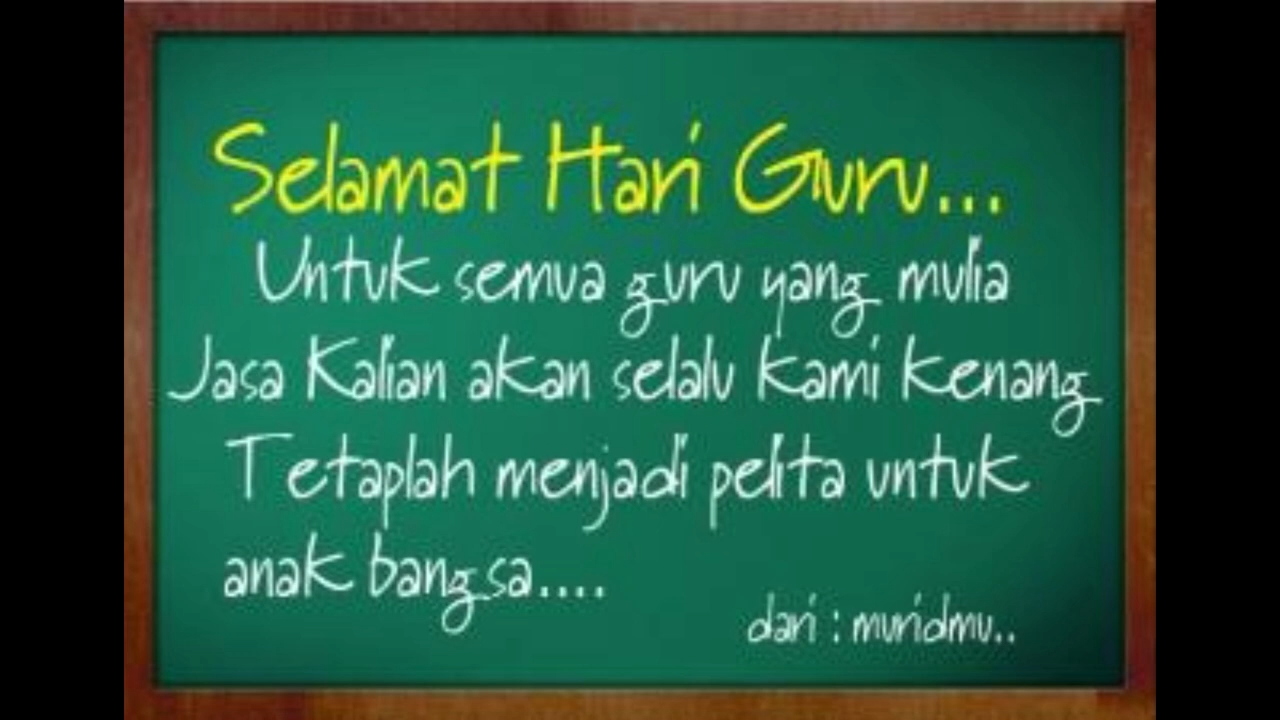 Selamat Hari Guru...
Untuk semua guru yang mulia
Jasa Kalian akan selalu kami kenang
Tetaplah menjadi pelita untuk
anak bangsa....
dari : muridmu..